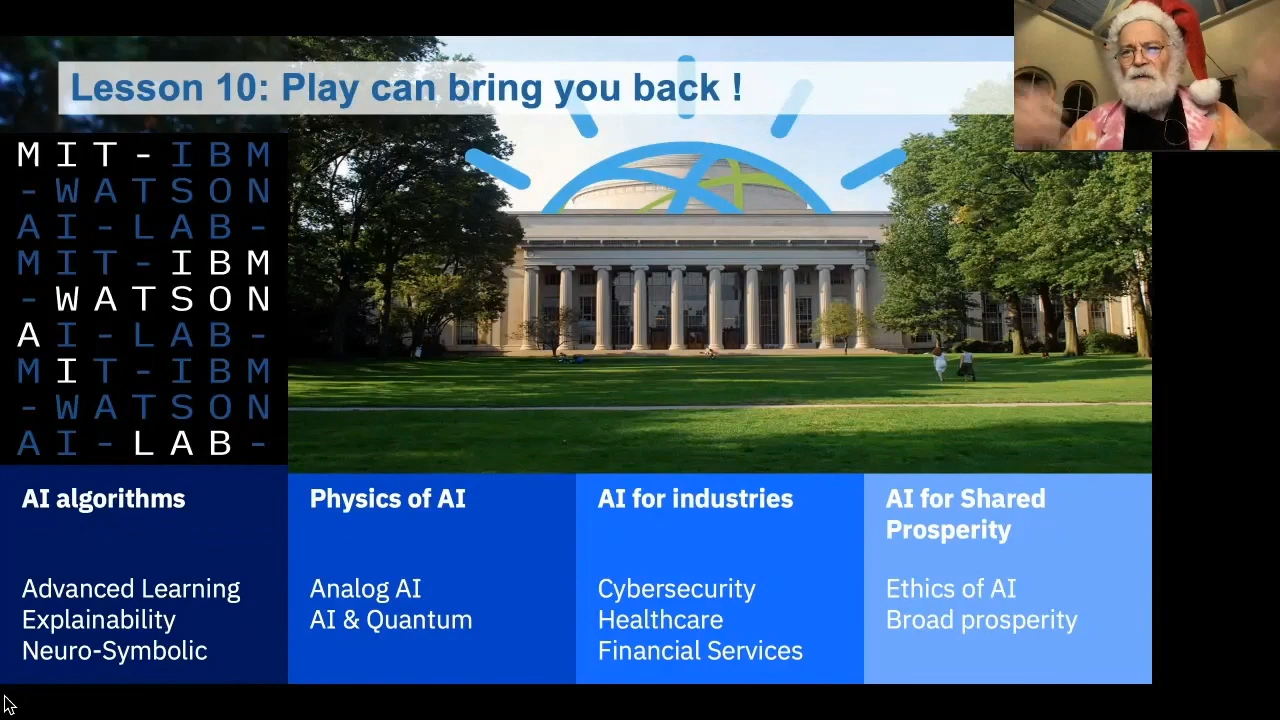 Lesson 10: Play can bring you back !
MIT-IBM
-WATSON
AI-LAB-
MIT-IBM
-WATSON
AI-LAB-
MIT-IBM
-WATSON
AI-LAB-
AI algorithms
Advanced Learning
Explainability
Neuro-Symbolic
Physics of AI
Analog AI
AI & Quantum
AI for industries
Cybersecurity
Healthcare
Financial Services
AI for Shared
Prosperity
Ethics of AI
Broad prosperity